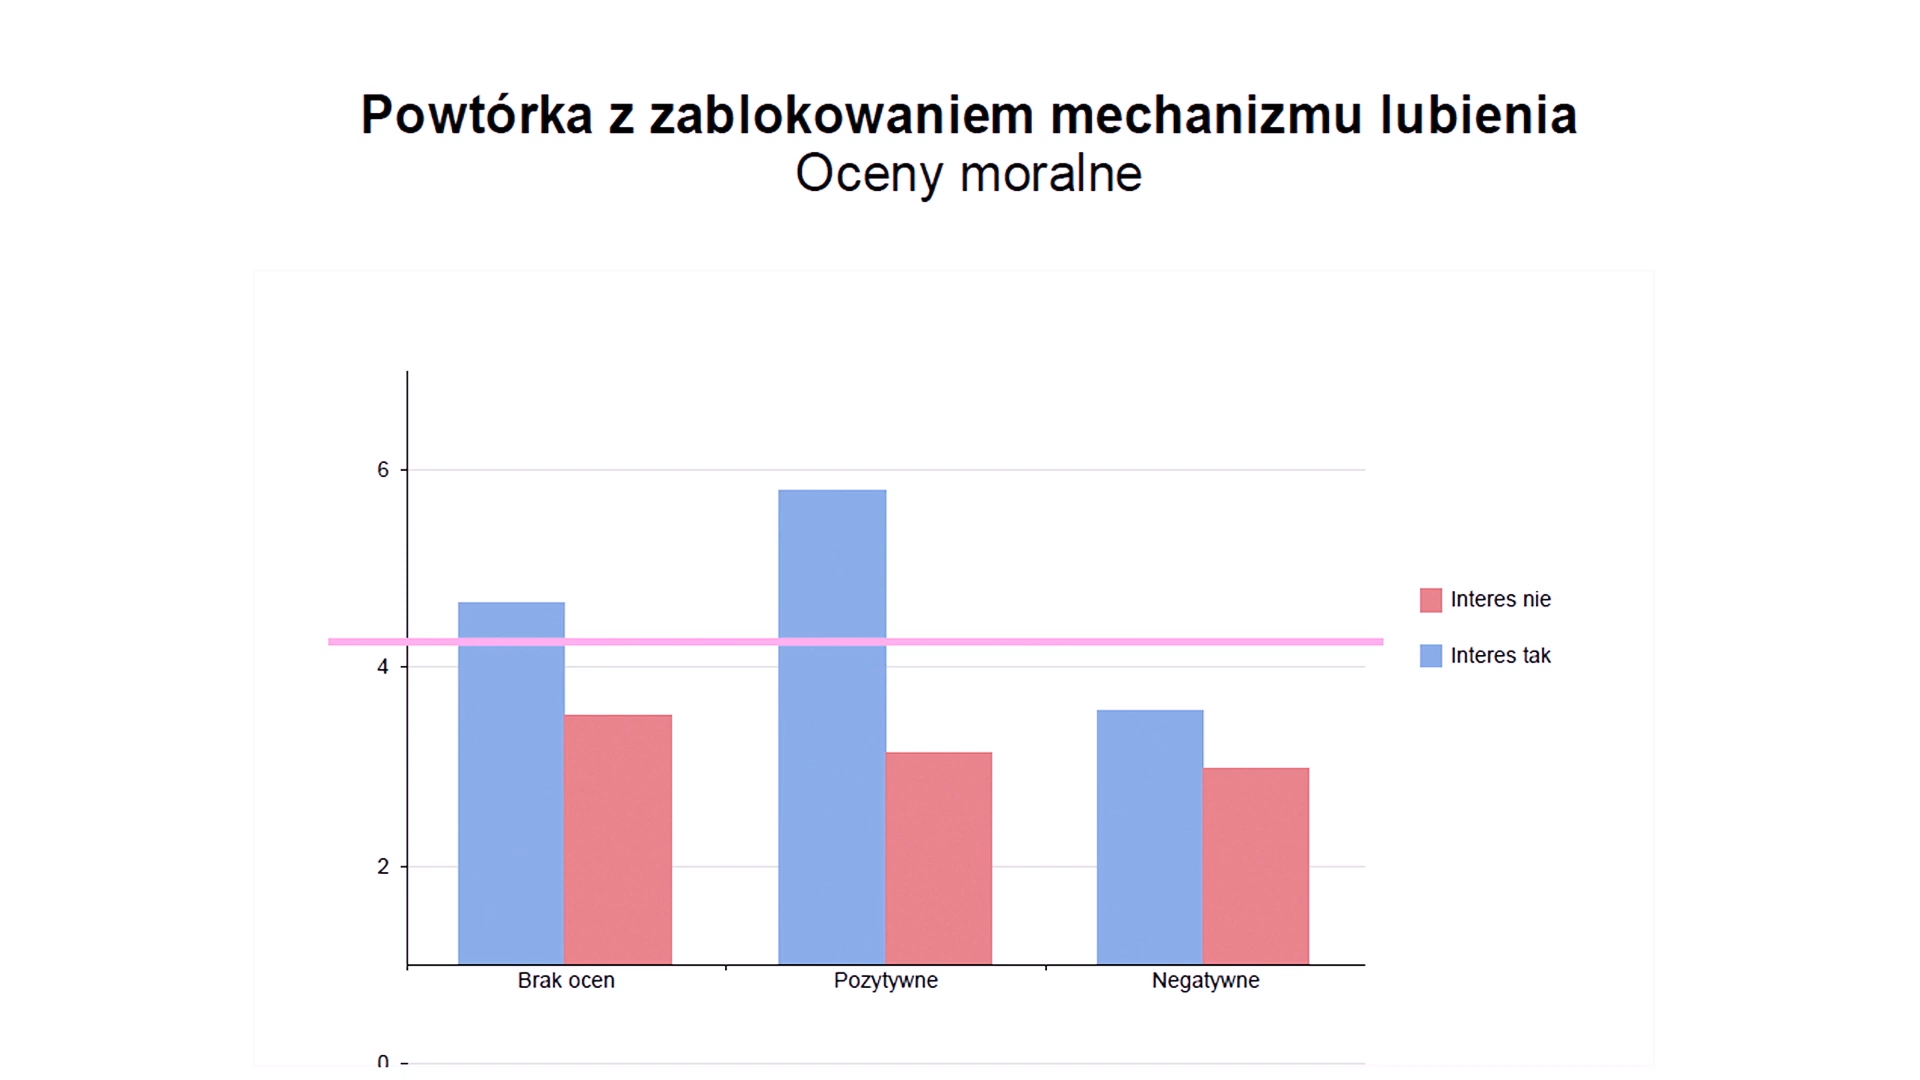 Powtórka z zablokowaniem mechanizmu lubienia
Oceny moralne
6
4
2
0
Brak ocen
Pozytywne
Negatywne
Interes nie
Interes tak